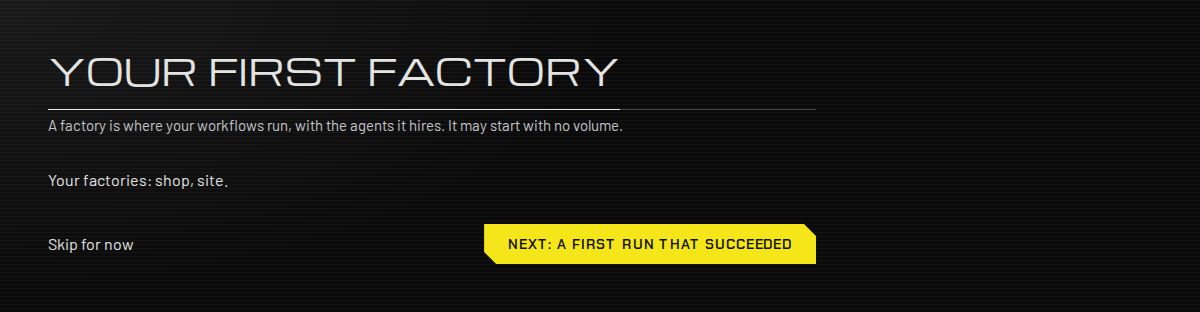 YOUR FIRST FACTORY
A factory is where your workflows run, with the agents it hires. It may start with no volume.
Your factories: shop, site.
Skip for now
NEXT: A FIRST RUN THAT SUCCEEDED